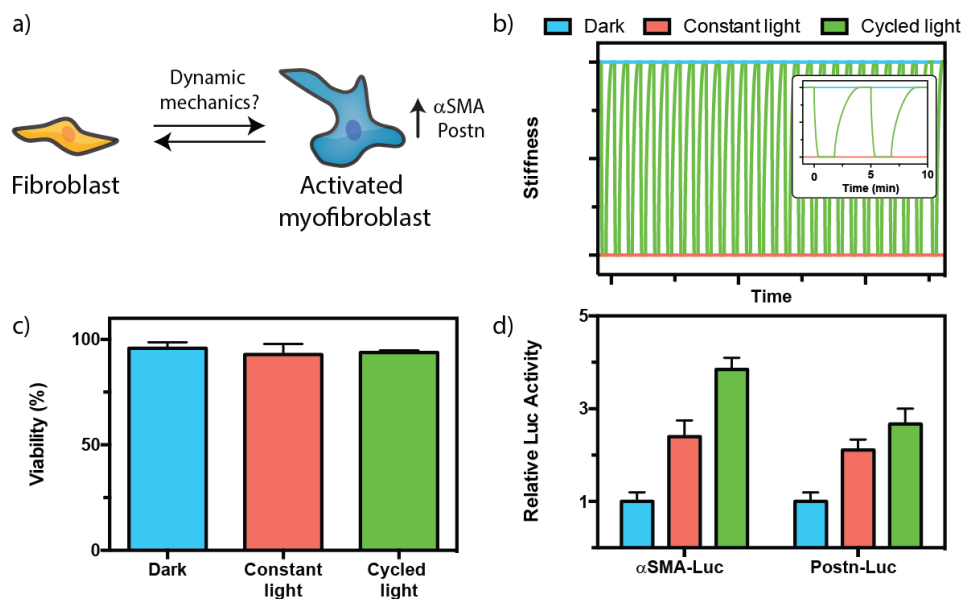 a)
Dynamic
mechanics?
αSMA
Postn
Fibroblast
Activated
myofibroblast
b)
Dark
Constant light
Cycled light
Stiffness
0
5
10
Time (min)
Time
c)
Viability (%)
100
50
0
Dark
Constant
light
Cycled
light
d)
Relative Luc Activity
5
3
1
αSMA-Luc
Postn-Luc